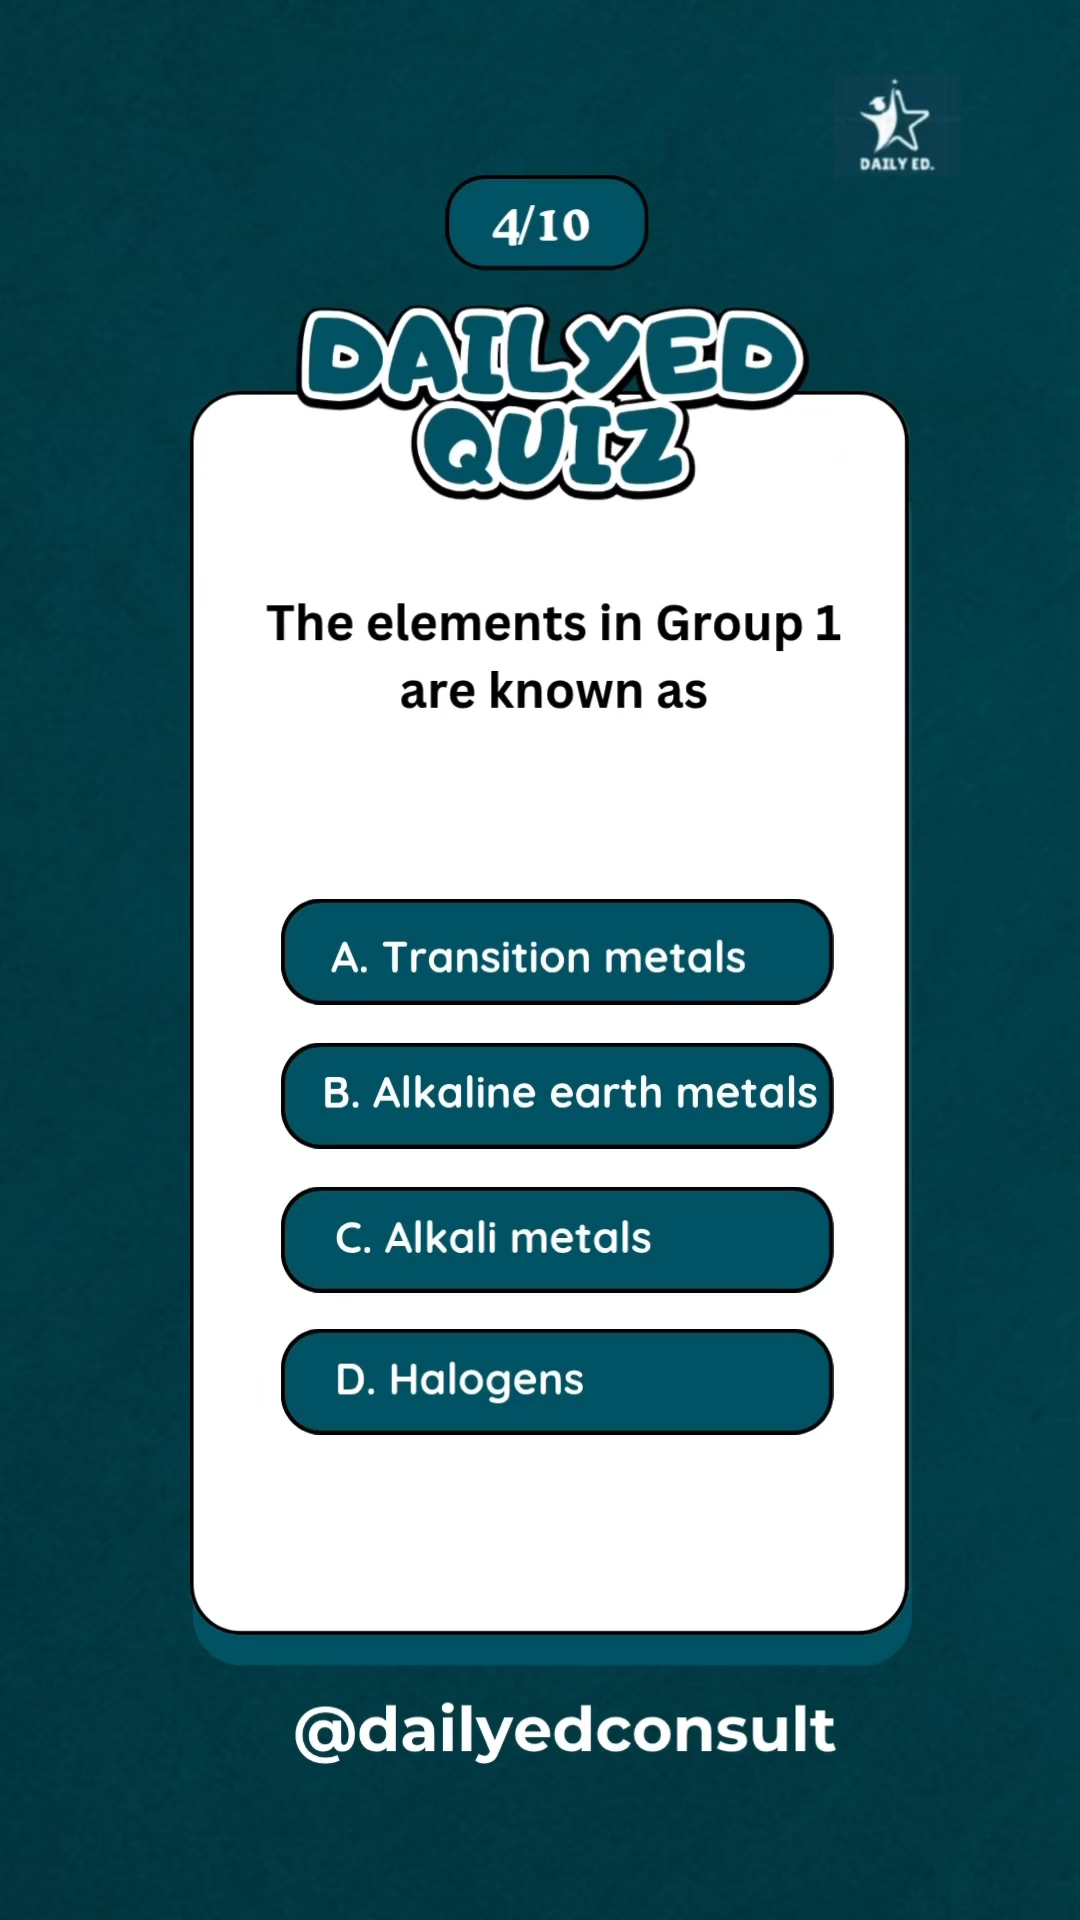 DAILY ED.
4/10
DAILYED
QUIZ
The elements in Group 1
are known as
A. Transition metals
B. Alkaline earth metals
C. Alkali metals
D. Halogens
@dailyedconsult